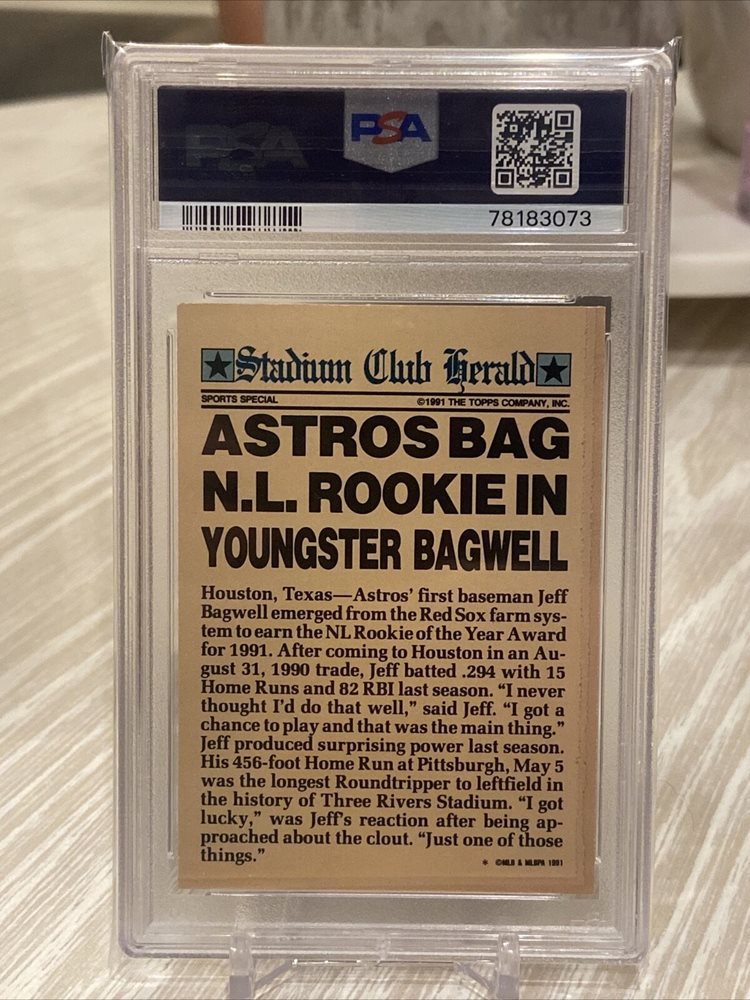 PSA PSA
78183073
Stadium Club Herald
SPORTS SPECIAL ©1991 THE TOPPS COMPANY, INC.
ASTROS BAG
N.L. ROOKIE IN
YOUNGSTER BAGWELL
Houston, Texas—Astros' first baseman Jeff
Bagwell emerged from the Red Sox farm sys-
tem to earn the NL Rookie of the Year Award
for 1991. After coming to Houston in an Au-
gust 31, 1990 trade, Jeff batted .294 with 15
Home Runs and 82 RBI last season. “I never
thought I'd do that well,” said Jeff. “I got a
chance to play and that was the main thing.”
Jeff produced surprising power last season.
His 456-foot Home Run at Pittsburgh, May 5
was the longest Roundtripper to leftfield in
the history of Three Rivers Stadium. “I got
lucky,” was Jeff's reaction after being ap-
proached about the clout. “Just one of those
things.”
* ©MLB & MLBPA 1991